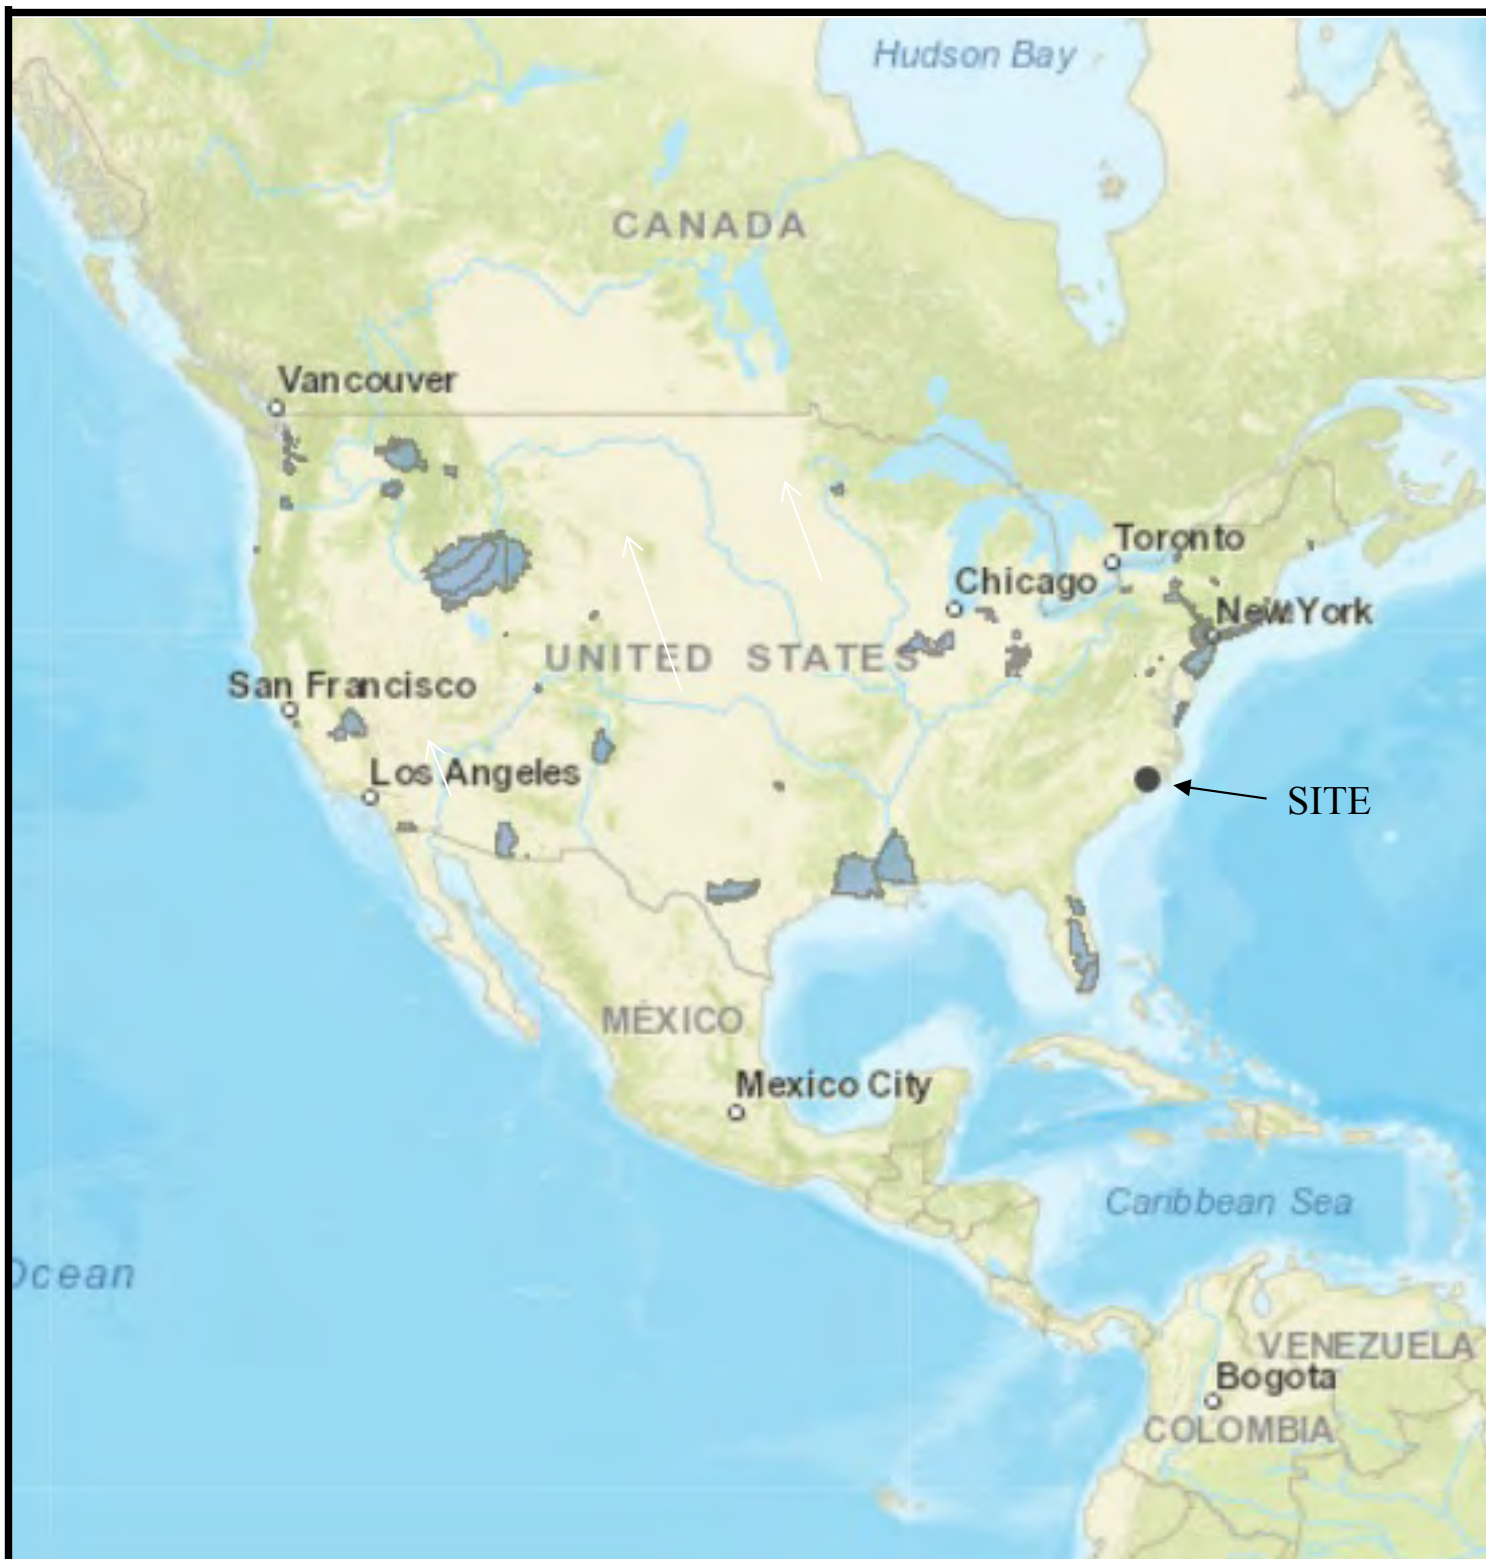 Hudson Bay
CANADA
Vancouver
Toronto
Chicago
New York
UNITED STATES
San Francisco
Los Angeles
SITE
MÉXICO
Mexico City
Caribbean Sea
Ocean
VENEZUELA
Bogota
COLOMBIA